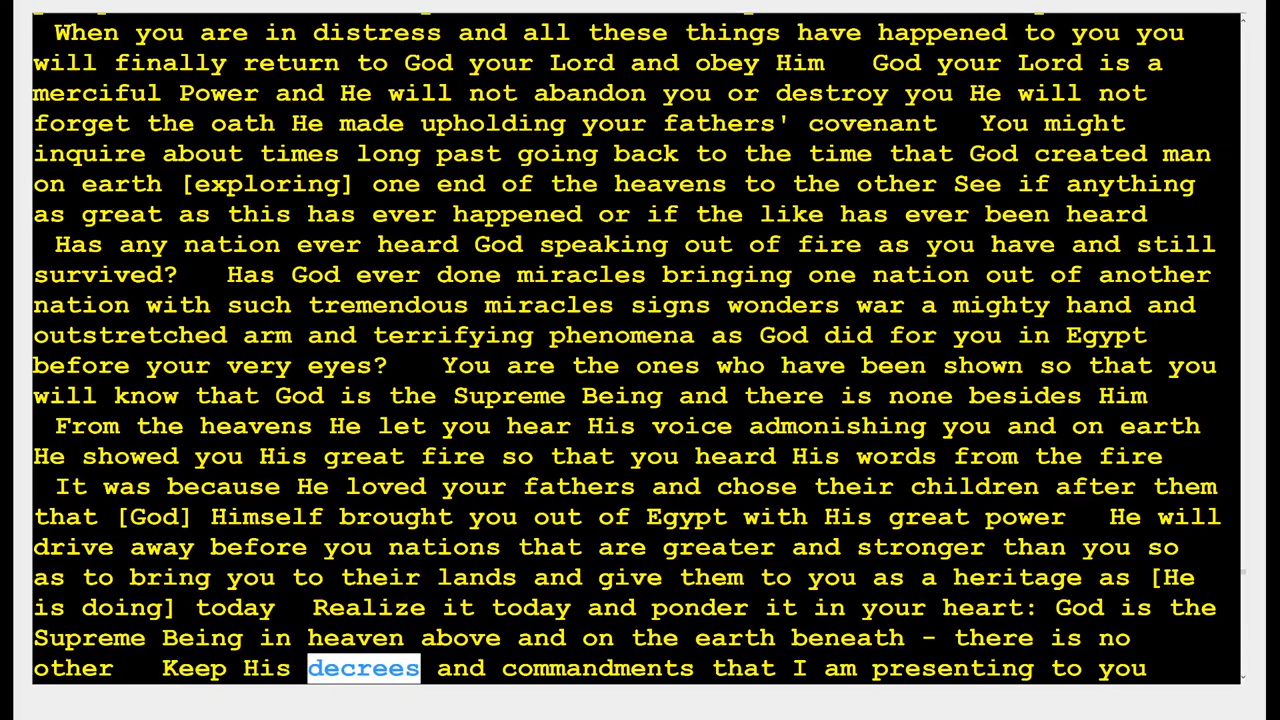 When you are in distress and all these things have happened to you you
will finally return to God your Lord and obey Him God your Lord is a
merciful Power and He will not abandon you or destroy you He will not
forget the oath He made upholding your fathers' covenant You might
inquire about times long past going back to the time that God created man
on earth [exploring] one end of the heavens to the other See if anything
as great as this has ever happened or if the like has ever been heard
Has any nation ever heard God speaking out of fire as you have and still
survived? Has God ever done miracles bringing one nation out of another
nation with such tremendous miracles signs wonders war a mighty hand and
outstretched arm and terrifying phenomena as God did for you in Egypt
before your very eyes? You are the ones who have been shown so that you
will know that God is the Supreme Being and there is none besides Him
From the heavens He let you hear His voice admonishing you and on earth
He showed you His great fire so that you heard His words from the fire
It was because He loved your fathers and chose their children after them
that [God] Himself brought you out of Egypt with His great power He will
drive away before you nations that are greater and stronger than you so
as to bring you to their lands and give them to you as a heritage as [He
is doing] today Realize it today and ponder it in your heart: God is the
Supreme Being in heaven above and on the earth beneath - there is no
other Keep His decrees and commandments that I am presenting to you